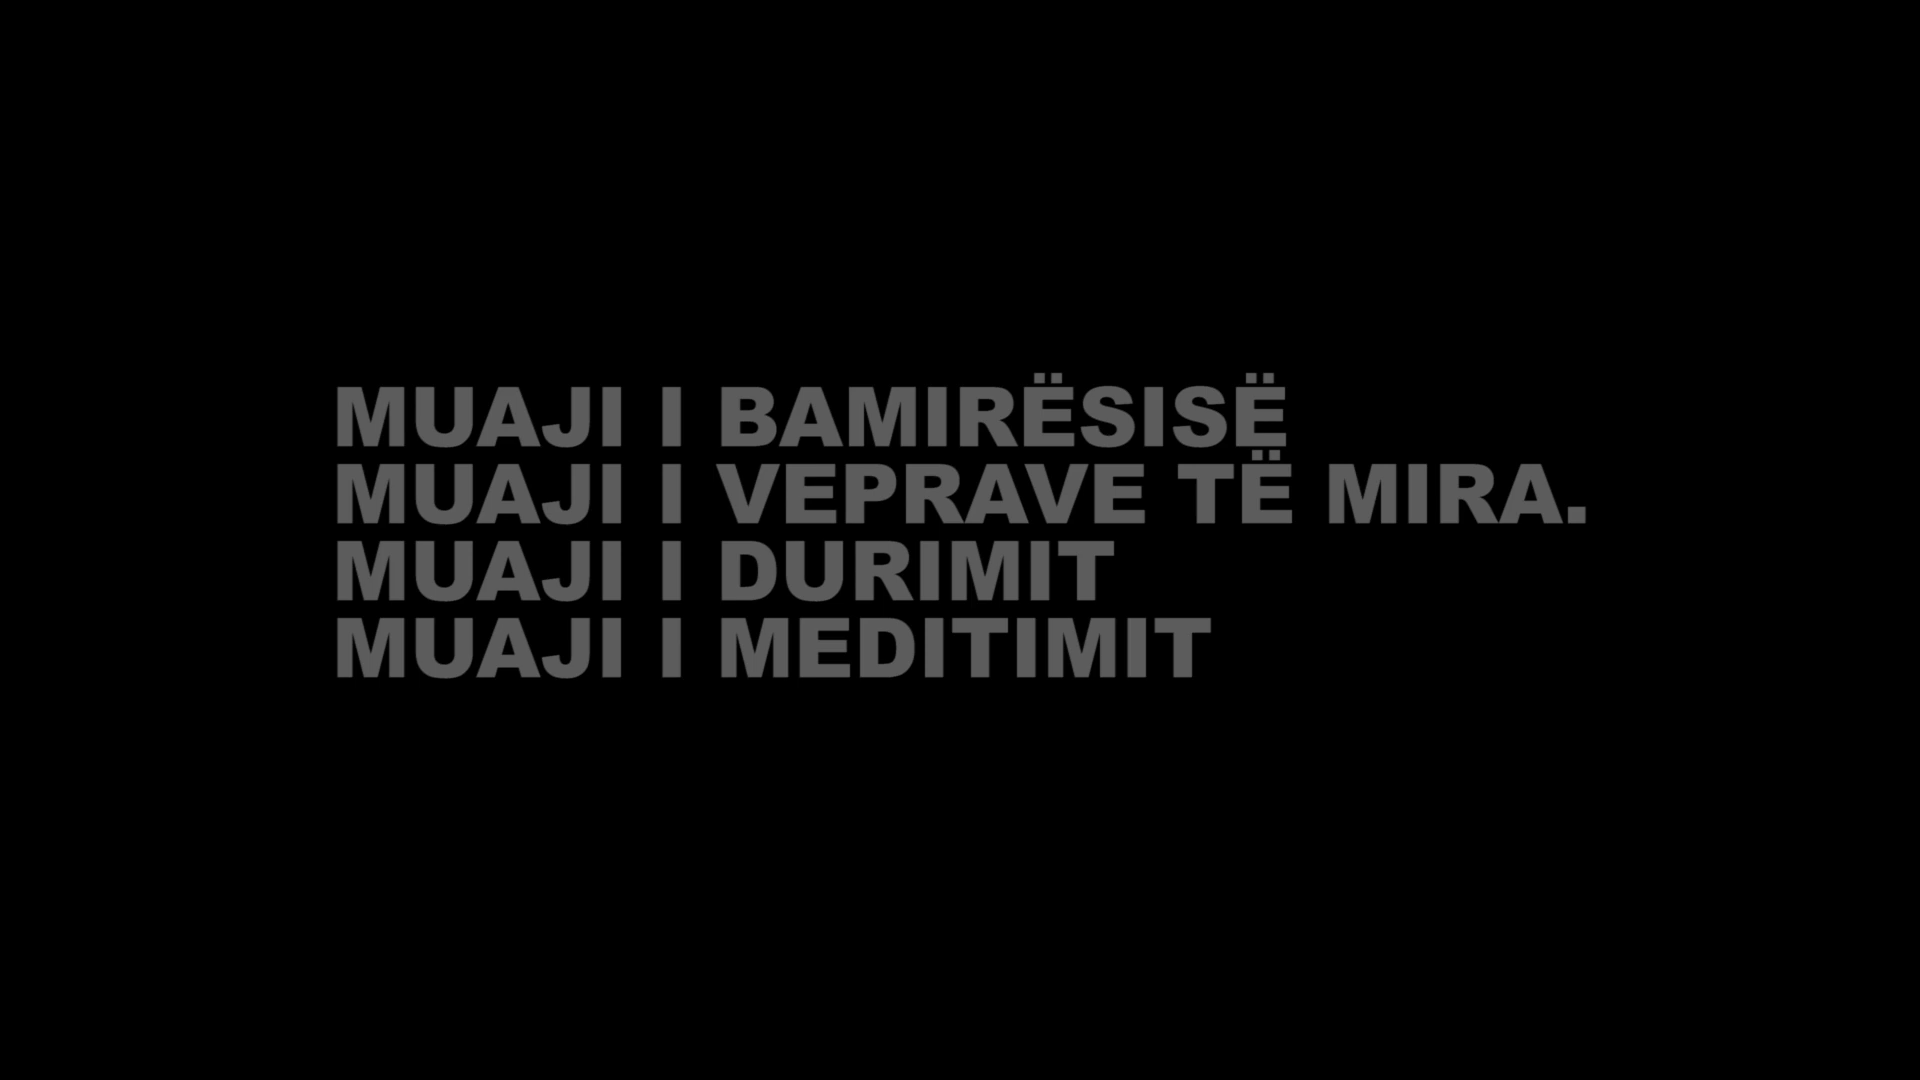 MUAJI I BAMIRËSISË
MUAJI I VEPRAVE TË MIRA.
MUAJI I DURIMIT
MUAJI I MEDITIMIT